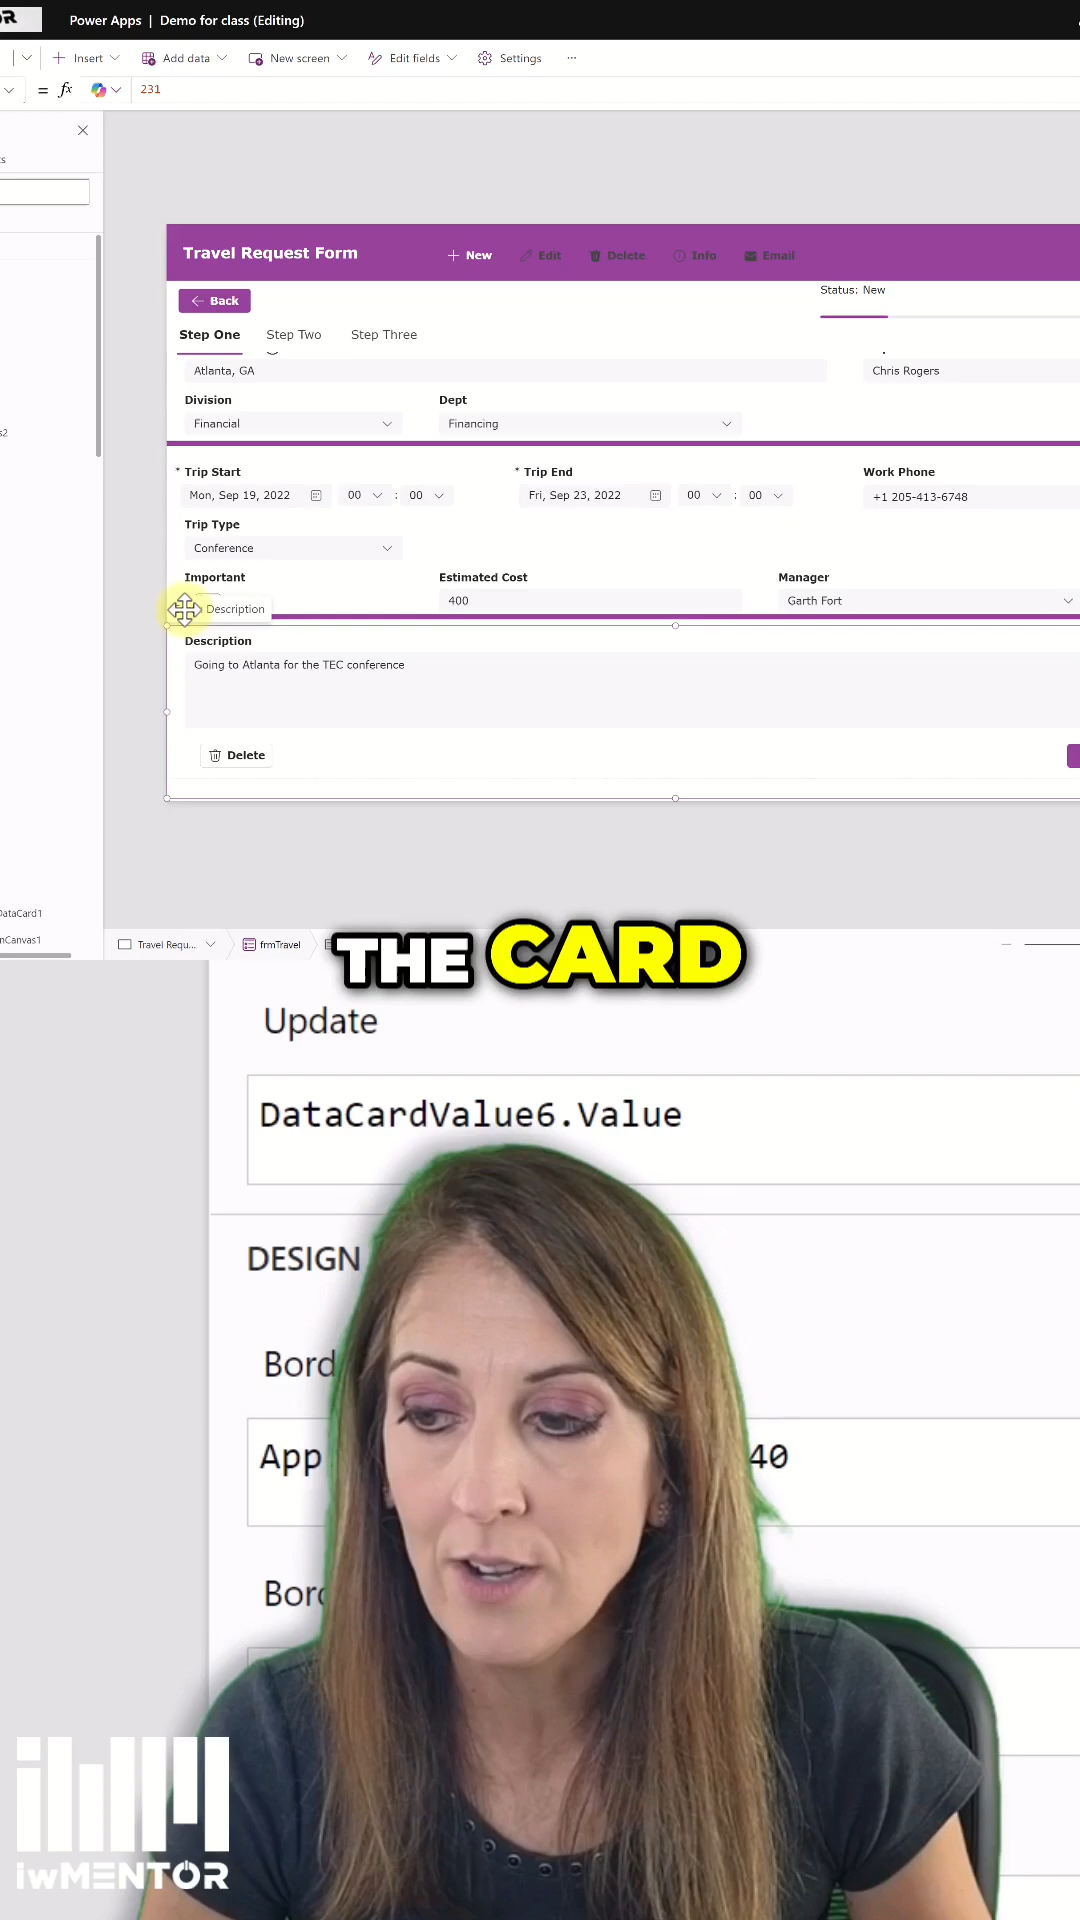 Power Apps | Demo for class (Editing)
Insert Add data New screen Edit fields Settings ...
= fx 231
Travel Request Form
New Edit Delete Info Email
Back
Status: New
Step One Step Two Step Three
Atlanta, GA
Chris Rogers
Division Dept
Financial Financing
* Trip Start * Trip End Work Phone
Mon, Sep 19, 2022 00 : 00 Fri, Sep 23, 2022 00 : 00 +1 205-413-6748
Trip Type
Conference
Important Estimated Cost Manager
Description 400 Garth Fort
Description
Going to Atlanta for the TEC conference
Delete
DataCard1
nCanvas1
Travel Requ... frmTravel
THE CARD
Update
DataCardValue6.Value
DESIGN
Bord
App 40
Bord
iwMENTOR